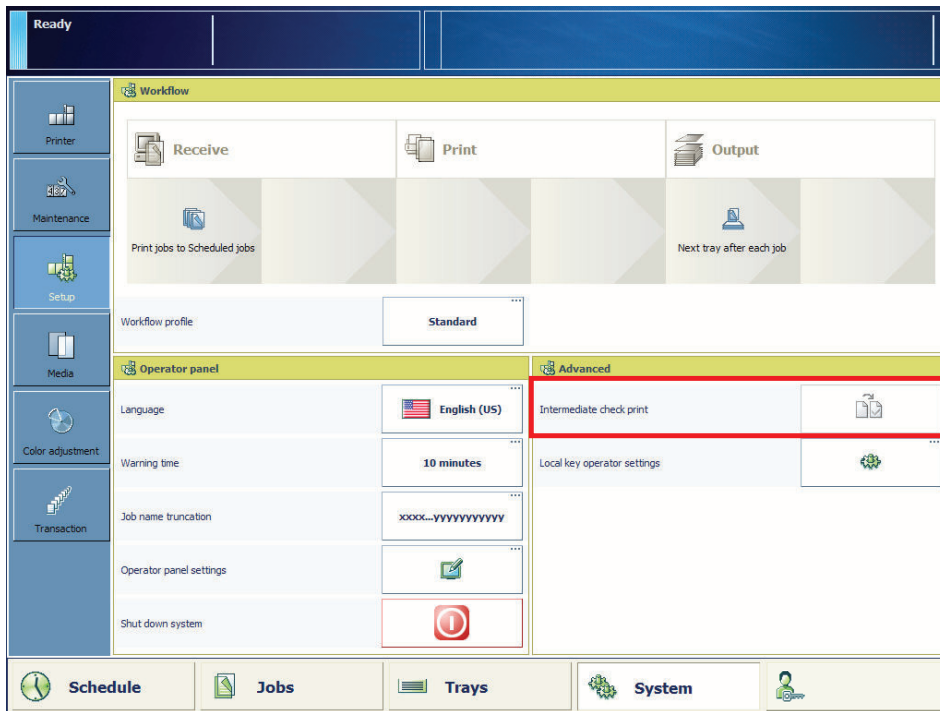 Ready
Printer
Maintenance
Setup
Media
Color adjustment
Transaction
Workflow
Receive
Print
Output
Print jobs to Scheduled jobs
Next tray after each job
Workflow profile
Standard
Operator panel
Language
English (US)
Warning time
10 minutes
Job name truncation
xxxx...yyyyyyyyyyy
Operator panel settings
Shut down system
Advanced
Intermediate check print
Local key operator settings
Schedule
Jobs
Trays
System